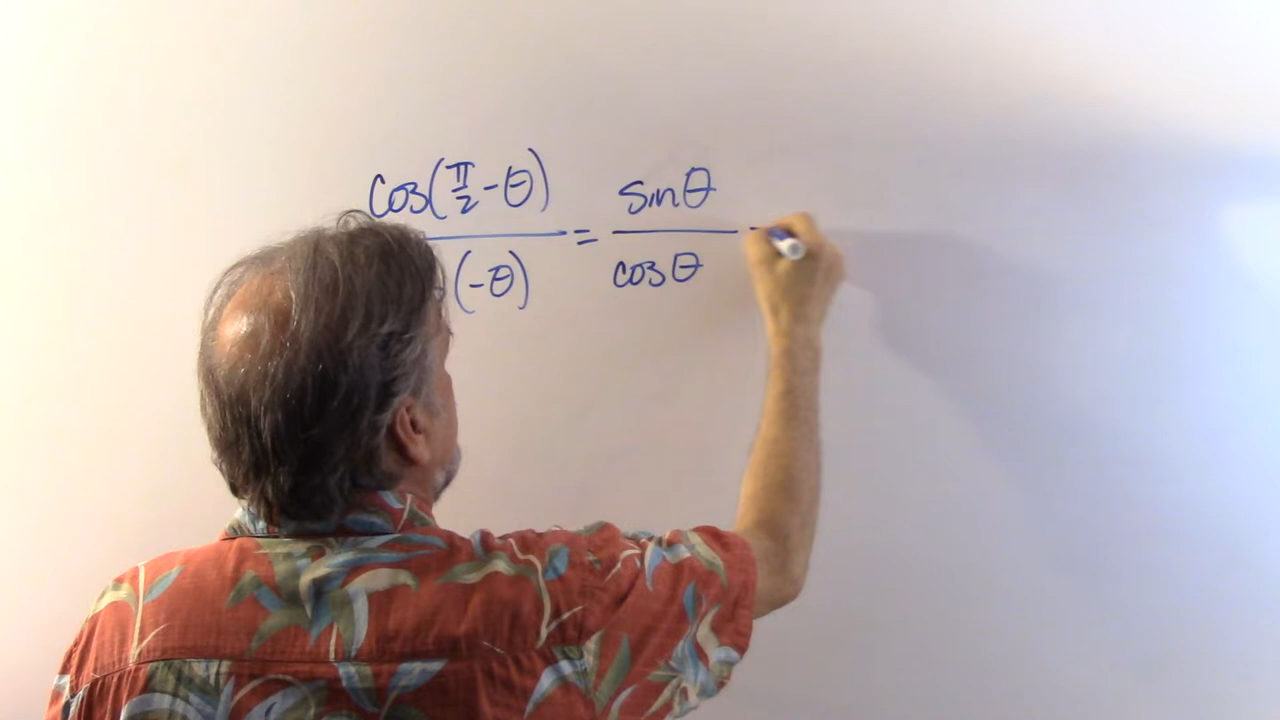 cos(π/2 - θ) = sinθ
(-θ) cosθ